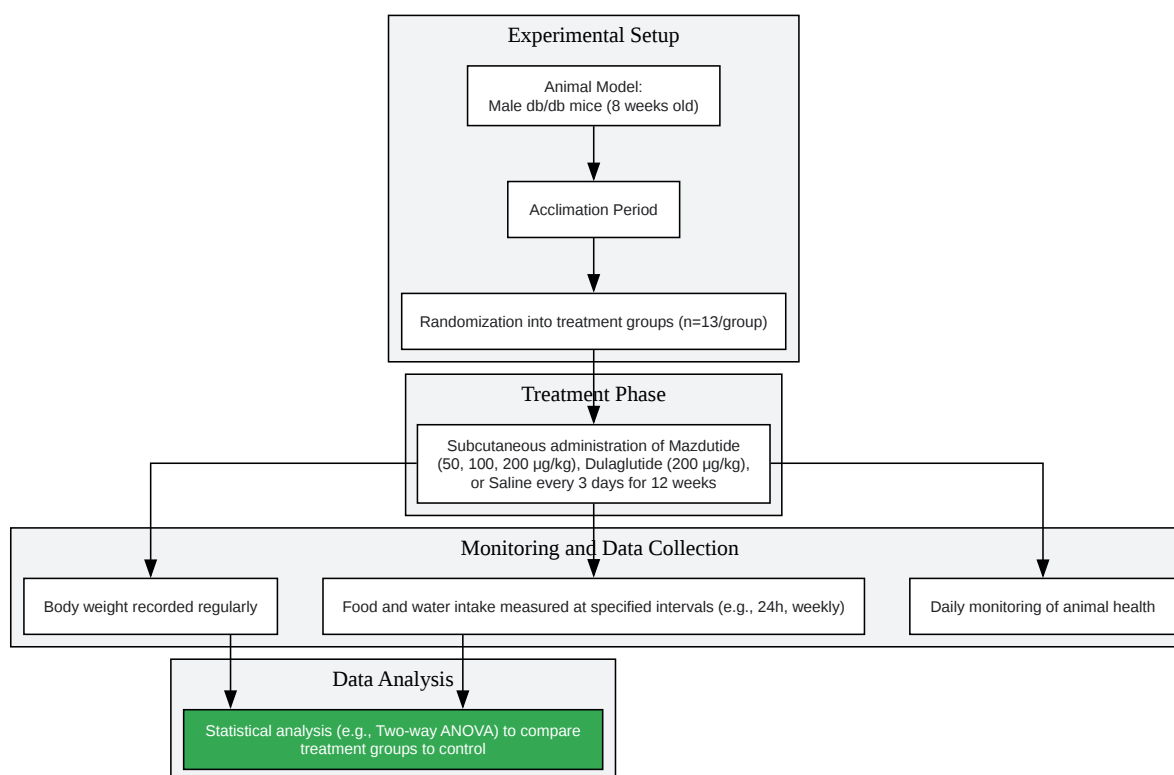 Experimental Setup
Animal Model:
Male db/db mice (8 weeks old)
Acclimation Period
Randomization into treatment groups (n=13/group)
Treatment Phase
Subcutaneous administration of Mazdutide
(50, 100, 200 µg/kg), Dulaglutide (200 µg/kg),
or Saline every 3 days for 12 weeks
Monitoring and Data Collection
Body weight recorded regularly
Food and water intake measured at specified intervals (e.g., 24h, weekly)
Daily monitoring of animal health
Data Analysis
Statistical analysis (e.g., Two-way ANOVA) to compare
treatment groups to control